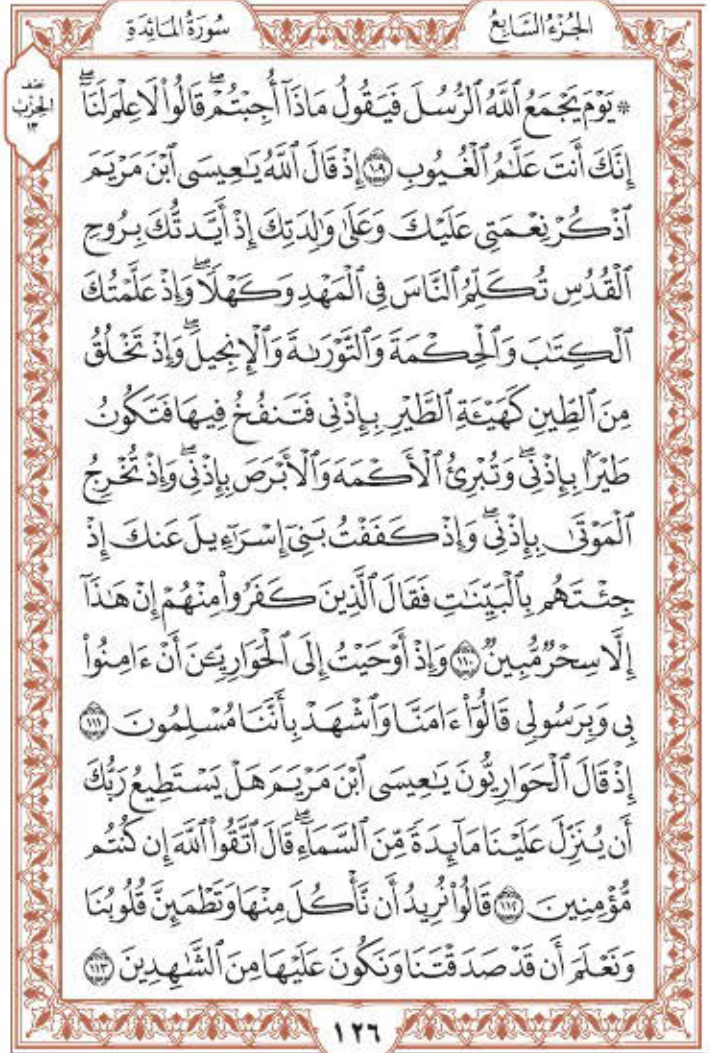 الجُزْءُ السَّابِعُ
سُورَةُ المَائِدَةِ
نصف
الحِزْب
١٣
۞ يَوْمَ يَجْمَعُ ٱللَّهُ ٱلرُّسُلَ فَيَقُولُ مَاذَآ أُجِبْتُمْۖ قَالُوا۟ لَا عِلْمَ لَنَآۖ
إِنَّكَ أَنتَ عَلَّـٰمُ ٱلْغُيُوبِ ١٠٩ إِذْ قَالَ ٱللَّهُ يَـٰعِيسَى ٱبْنَ مَرْيَمَ
ٱذْكُرْ نِعْمَتِى عَلَيْكَ وَعَلَىٰ وَٰلِدَتِكَ إِذْ أَيَّدتُّكَ بِرُوحِ
ٱلْقُدُسِ تُكَلِّمُ ٱلنَّاسَ فِى ٱلْمَهْدِ وَكَهْلًاۖ وَإِذْ عَلَّمْتُكَ
ٱلْكِتَـٰبَ وَٱلْحِكْمَةَ وَٱلتَّوْرَىٰةَ وَٱلْإِنجِيلَۖ وَإِذْ تَخْلُقُ
مِنَ ٱلطِّينِ كَهَيْـَٔةِ ٱلطَّيْرِ بِإِذْنِى فَتَنفُخُ فِيهَا فَتَكُونُ
طَيْرًۢا بِإِذْنِىۖ وَتُبْرِئُ ٱلْأَكْمَهَ وَٱلْأَبْرَصَ بِإِذْنِىۖ وَإِذْ تُخْرِجُ
ٱلْمَوْتَىٰ بِإِذْنِىۖ وَإِذْ كَفَفْتُ بَنِىٓ إِسْرَٰٓءِيلَ عَنكَ إِذْ
جِئْتَهُم بِٱلْبَيِّنَـٰتِ فَقَالَ ٱلَّذِينَ كَفَرُوا۟ مِنْهُمْ إِنْ هَـٰذَآ
إِلَّا سِحْرٌ مُّبِينٌ ١١٠ وَإِذْ أَوْحَيْتُ إِلَى ٱلْحَوَارِيِّـۧنَ أَنْ ءَامِنُوا۟
بِى وَبِرَسُولِى قَالُوٓا۟ ءَامَنَّا وَٱشْهَدْ بِأَنَّنَا مُسْلِمُونَ ١١١
إِذْ قَالَ ٱلْحَوَارِيُّونَ يَـٰعِيسَى ٱبْنَ مَرْيَمَ هَلْ يَسْتَطِيعُ رَبُّكَ
أَن يُنَزِّلَ عَلَيْنَا مَآئِدَةً مِّنَ ٱلسَّمَآءِۖ قَالَ ٱتَّقُوا۟ ٱللَّهَ إِن كُنتُم
مُّؤْمِنِينَ ١١٢ قَالُوا۟ نُرِيدُ أَن نَّأْكُلَ مِنْهَا وَتَطْمَئِنَّ قُلُوبُنَا
وَنَعْلَمَ أَن قَدْ صَدَقْتَنَا وَنَكُونَ عَلَيْهَا مِنَ ٱلشَّـٰهِدِينَ ١١٣
١٢٦